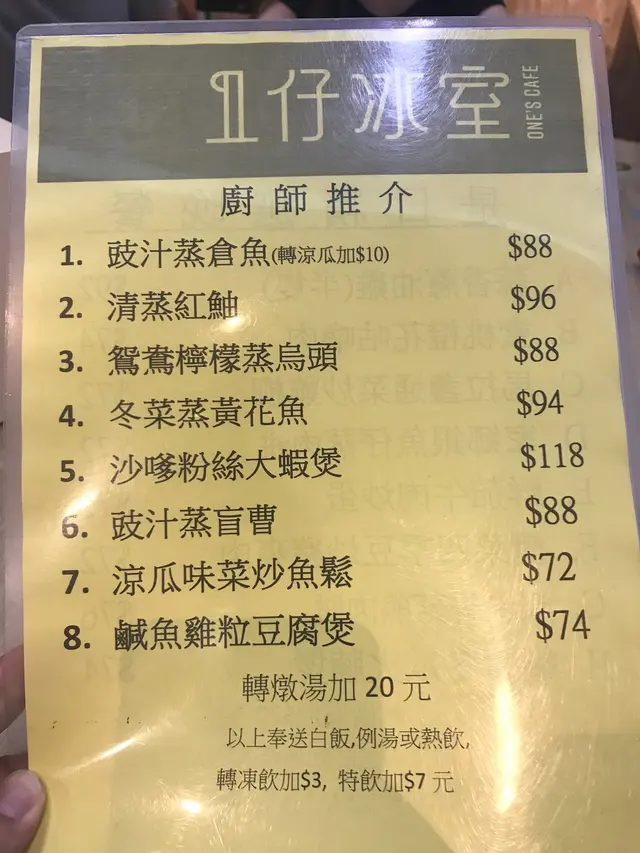 1仔冰室
ONE'S CAFE
廚師推介
1. 豉汁蒸倉魚(轉涼瓜加$10) $88
2. 清蒸紅鮋 $96
3. 鴛鴦檸檬蒸烏頭 $88
4. 冬菜蒸黃花魚 $94
5. 沙嗲粉絲大蝦煲 $118
6. 豉汁蒸盲曹 $88
7. 涼瓜味菜炒魚鬆 $72
8. 鹹魚雞粒豆腐煲 $74
轉燉湯加 20 元
以上奉送白飯,例湯或熱飲,
轉凍飲加$3, 特飲加$7 元